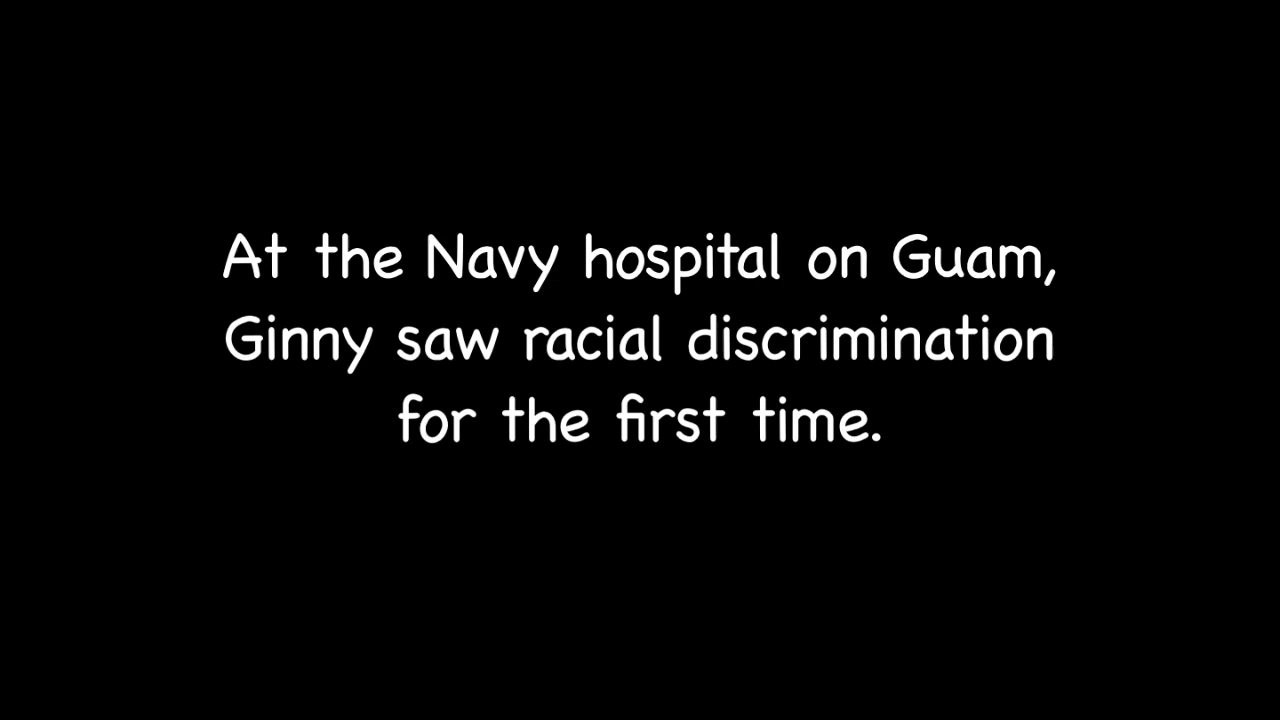 At the Navy hospital on Guam,
Ginny saw racial discrimination
for the first time.